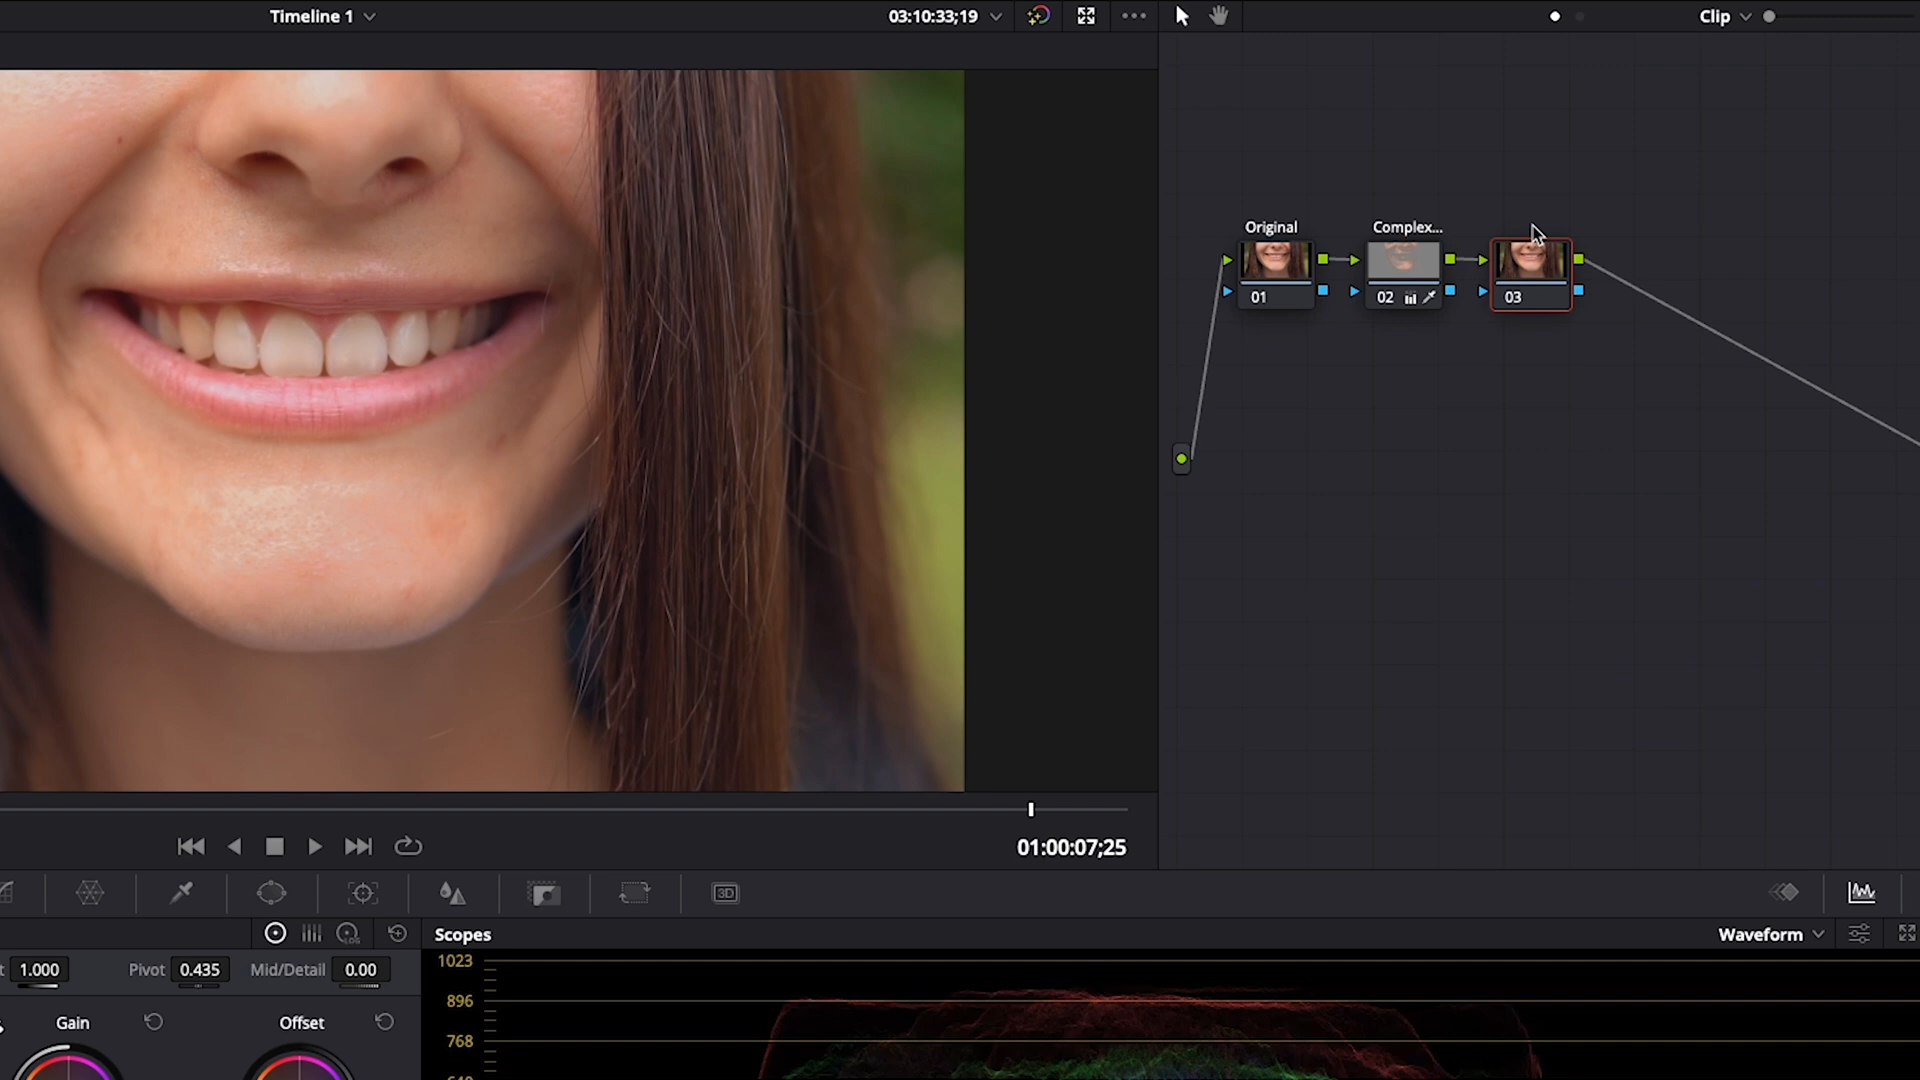 Timeline 1
03:10:33;19
Clip
Original
Complex...
01
02
03
01:00:07;25
3D
LOG
Scopes
Waveform
t 1.000
Pivot 0.435
Mid/Detail 0.00
1023
896
768
Gain
Offset